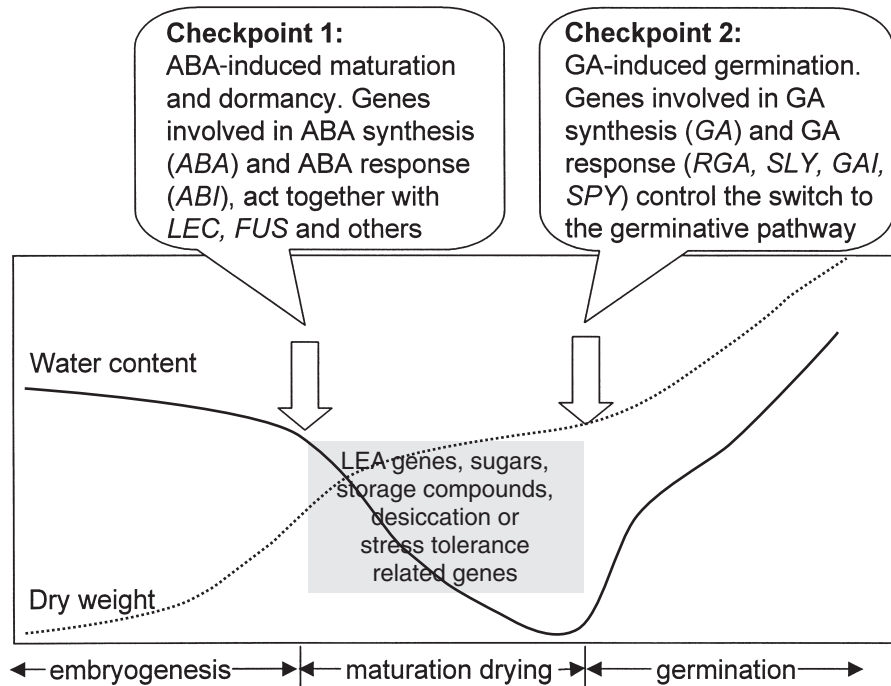 Checkpoint 1:
ABA-induced maturation
and dormancy. Genes
involved in ABA synthesis
(ABA) and ABA response
(ABI), act together with
LEC, FUS and others
Checkpoint 2:
GA-induced germination.
Genes involved in GA
synthesis (GA) and GA
response (RGA, SLY, GAI,
SPY) control the switch to
the germinative pathway
Water content
LEA genes, sugars,
storage compounds,
desiccation or
stress tolerance
related genes
Dry weight
embryogenesis
maturation drying
germination